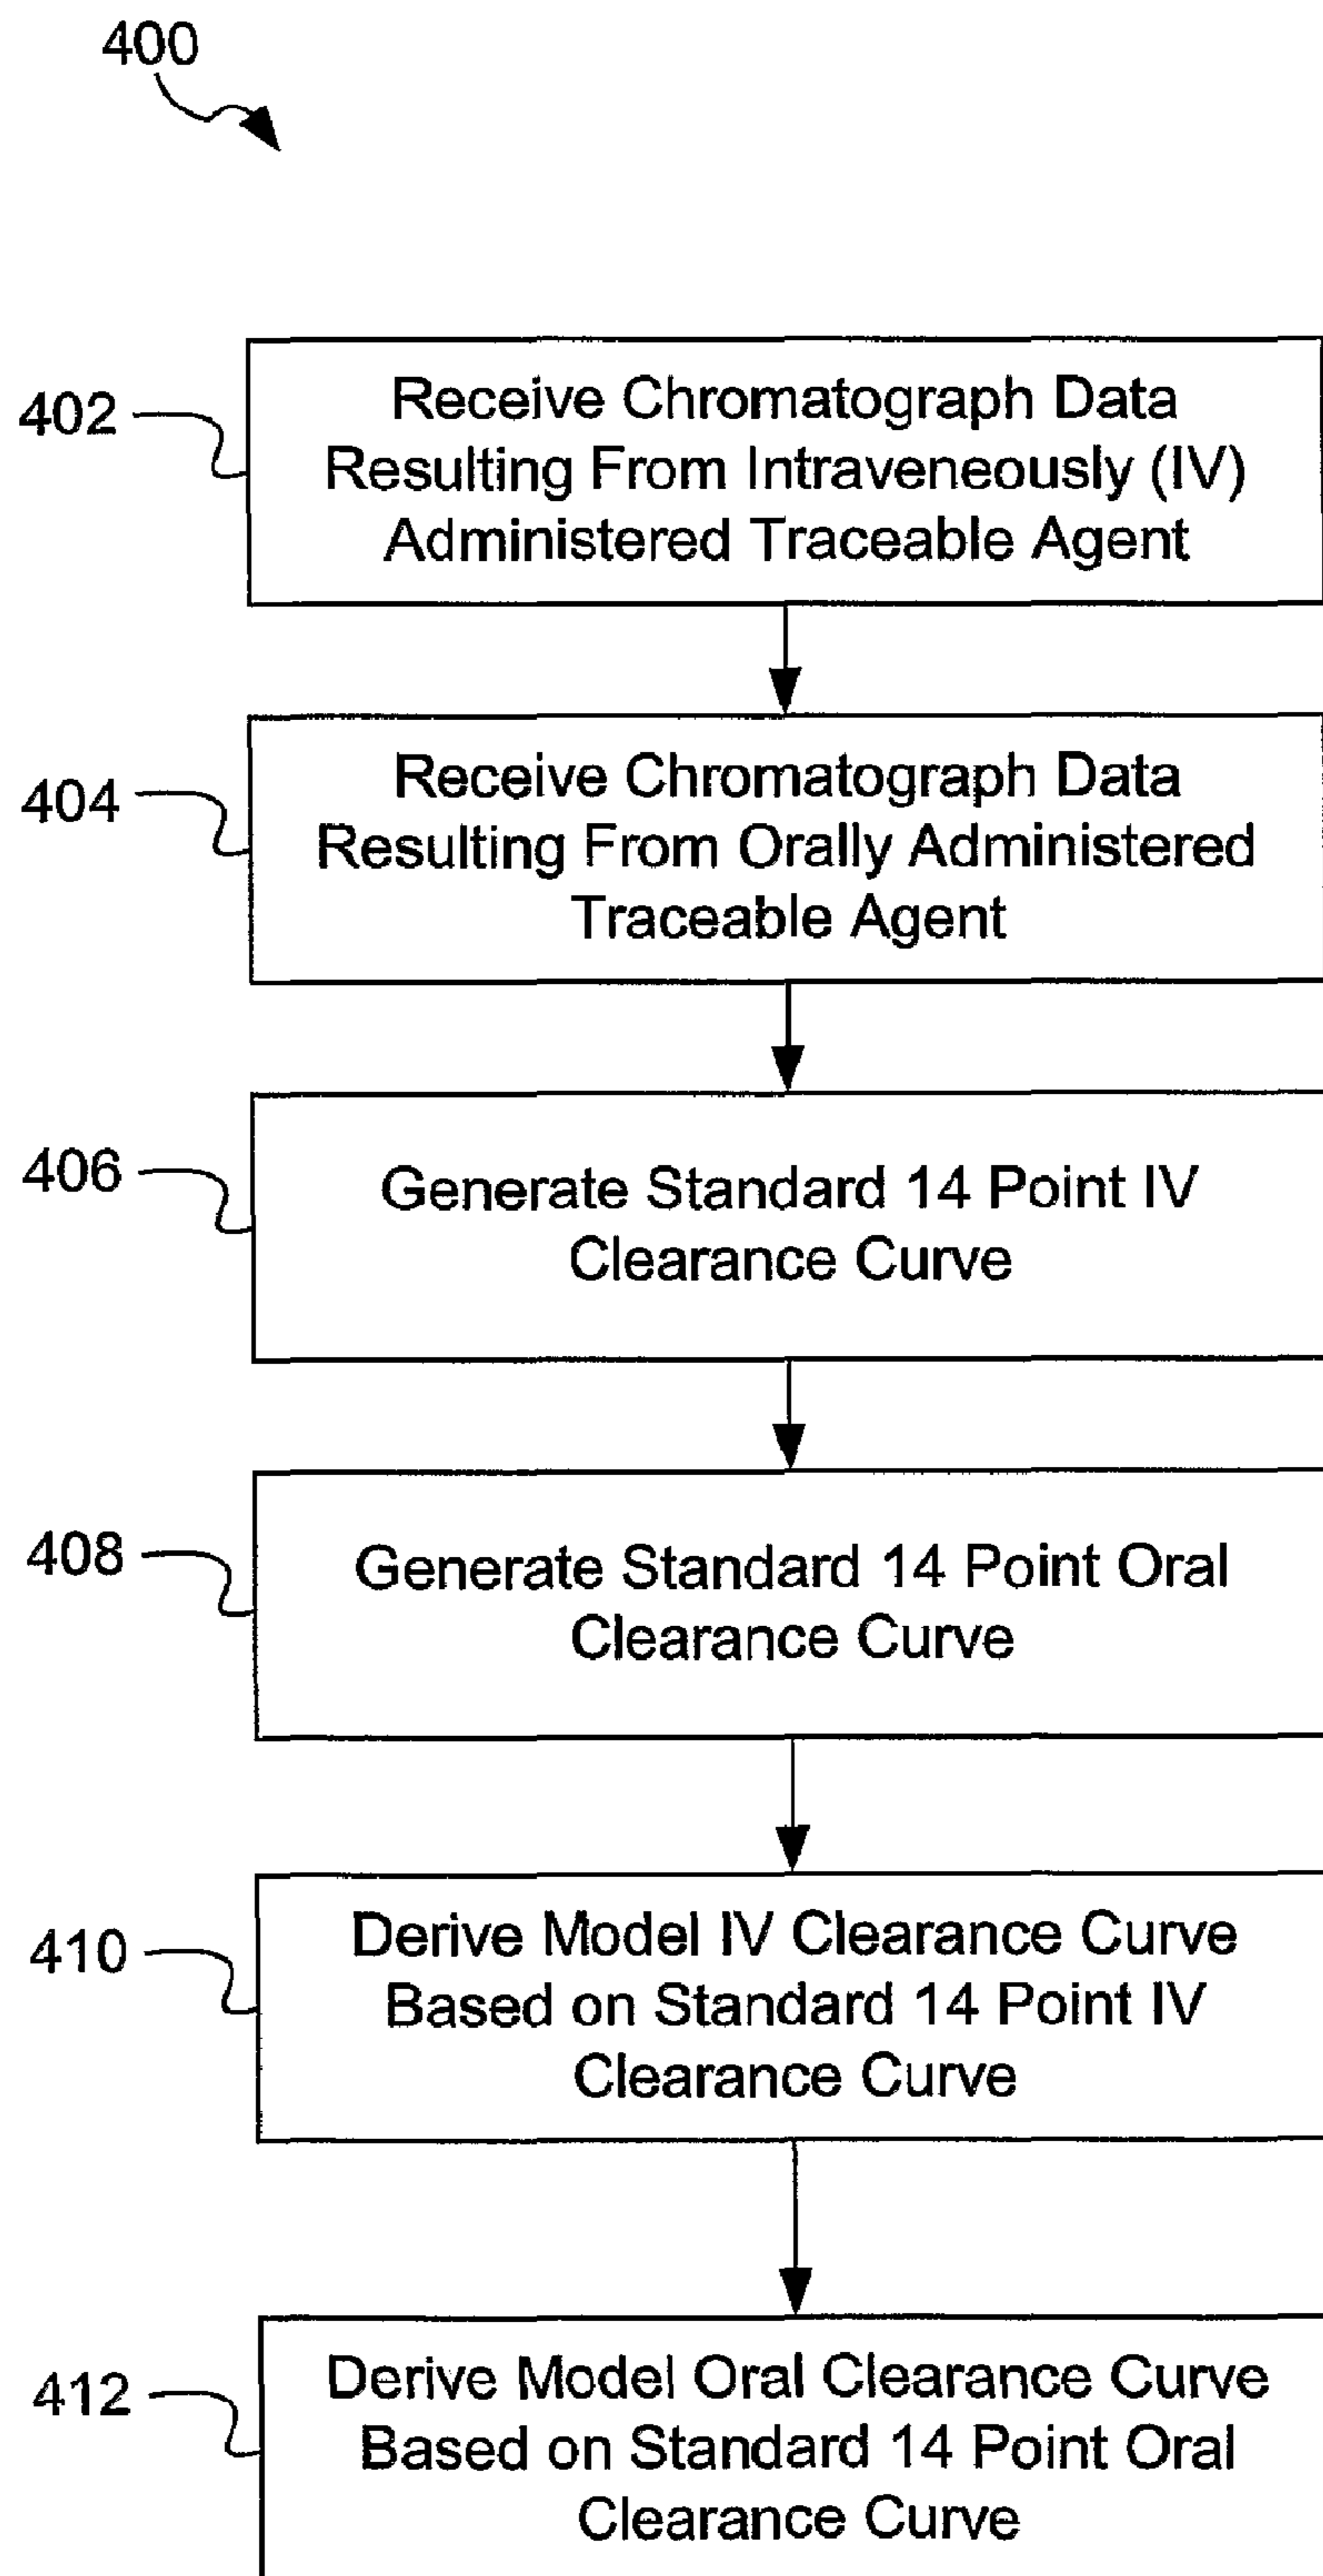 400
402
Receive Chromatograph Data
Resulting From Intraveneously (IV)
Administered Traceable Agent
404
Receive Chromatograph Data
Resulting From Orally Administered
Traceable Agent
406
Generate Standard 14 Point IV
Clearance Curve
408
Generate Standard 14 Point Oral
Clearance Curve
410
Derive Model IV Clearance Curve
Based on Standard 14 Point IV
Clearance Curve
412
Derive Model Oral Clearance Curve
Based on Standard 14 Point Oral
Clearance Curve